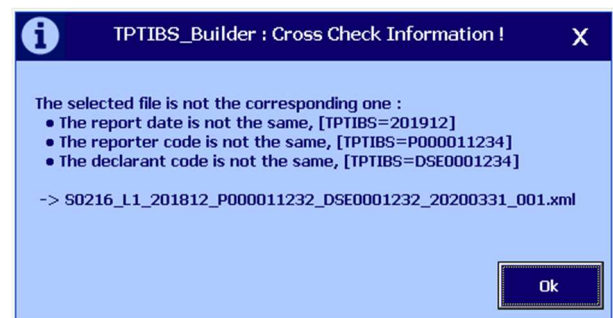 TPTIBS_Builder : Cross Check Information !
X
The selected file is not the corresponding one :
• The report date is not the same, [TPTIBS=201912]
• The reporter code is not the same, [TPTIBS=P000011234]
• The declarant code is not the same, [TPTIBS=DSE0001234]
-> S0216_L1_201812_P000011232_DSE0001232_20200331_001.xml
Ok